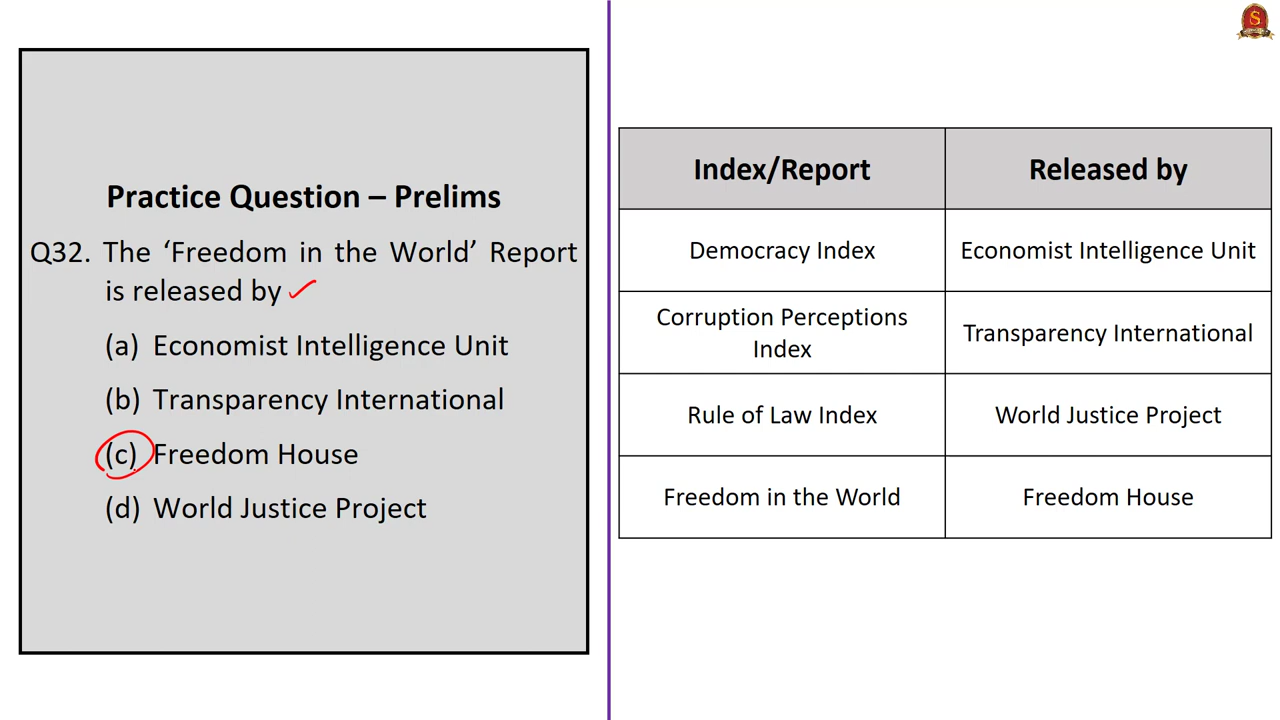 Practice Question – Prelims
Q32. The ‘Freedom in the World’ Report
is released by
(a) Economist Intelligence Unit
(b) Transparency International
(c) Freedom House
(d) World Justice Project
Index/Report Released by
Democracy Index Economist Intelligence Unit
Corruption Perceptions
Index
Transparency International
Rule of Law Index World Justice Project
Freedom in the World Freedom House
S